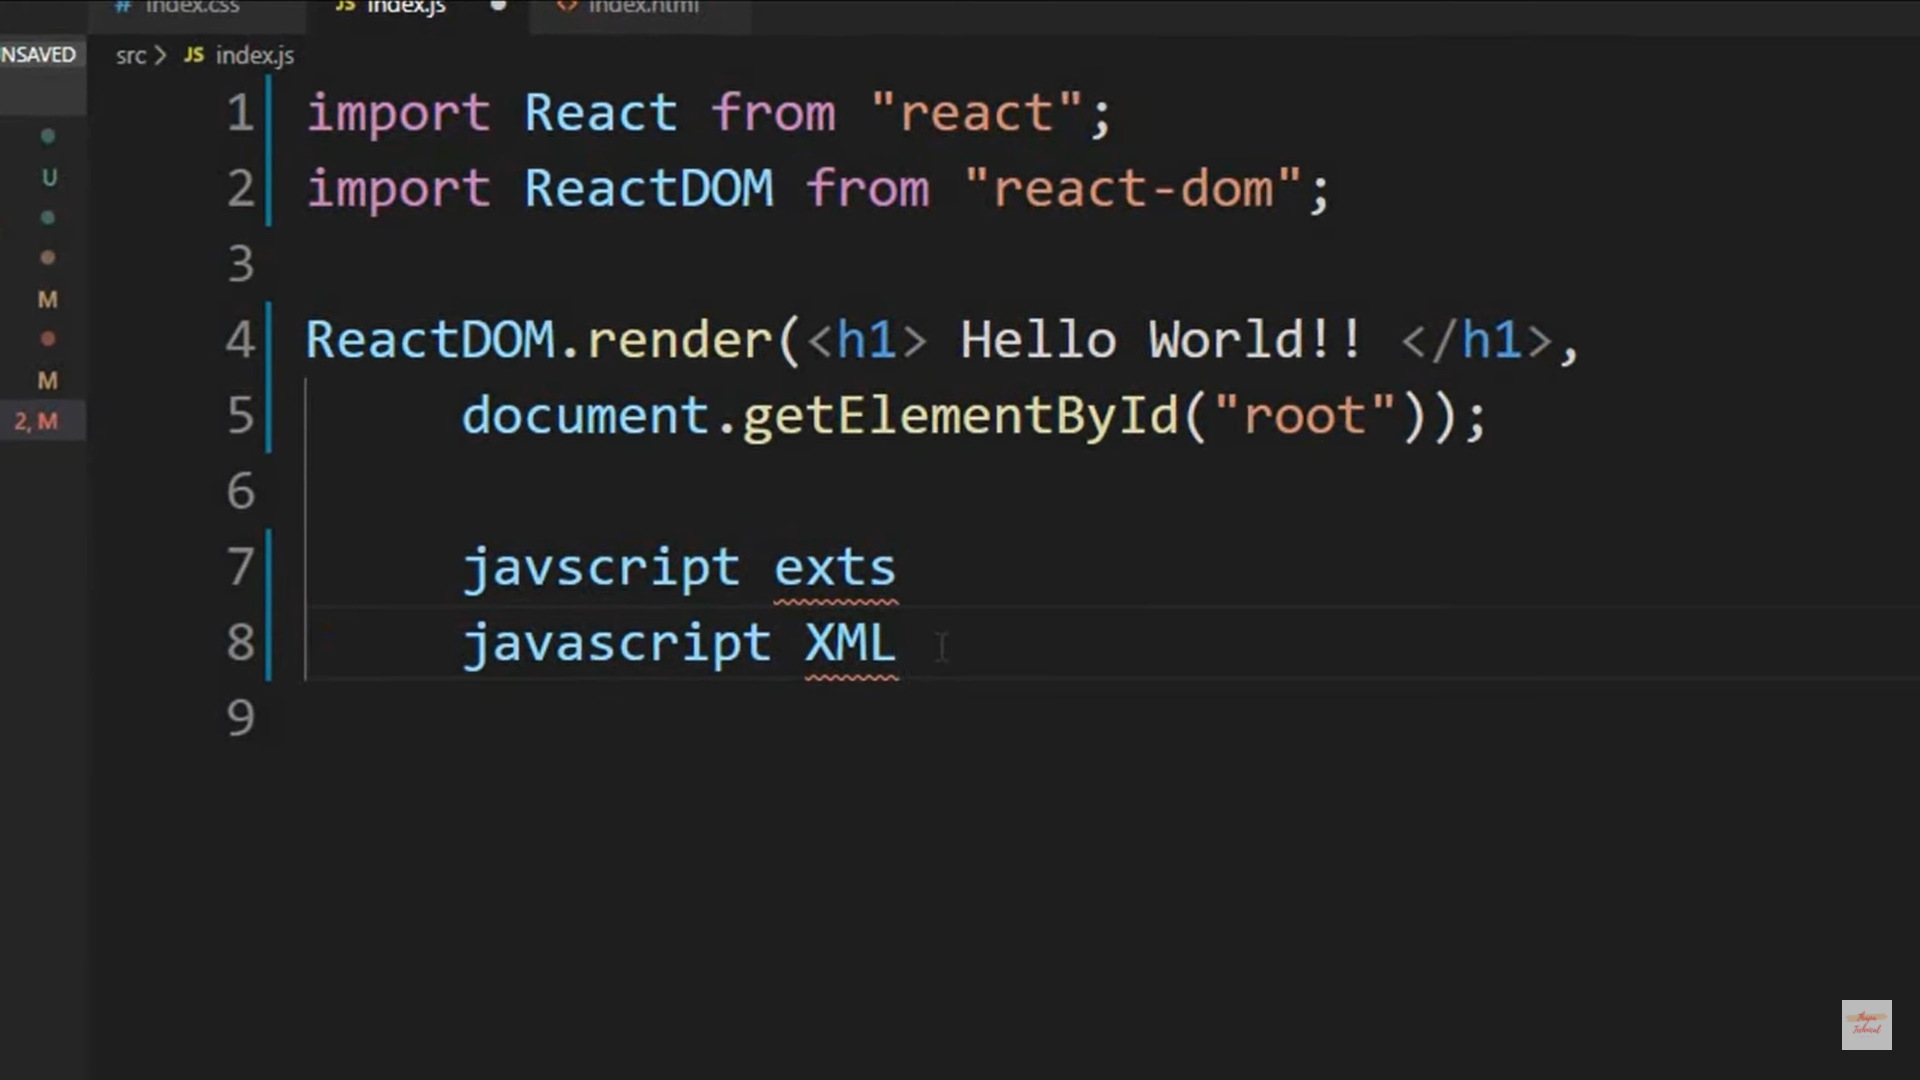 # index.css JS index.js index.html
NSAVED src > JS index.js
1 import React from "react";
2 import ReactDOM from "react-dom";
U
3
M
4 ReactDOM.render(<h1> Hello World!! </h1>,
M
2, M
5 document.getElementById("root"));
6
7 javscript exts
8 javascript XML
9
Technical